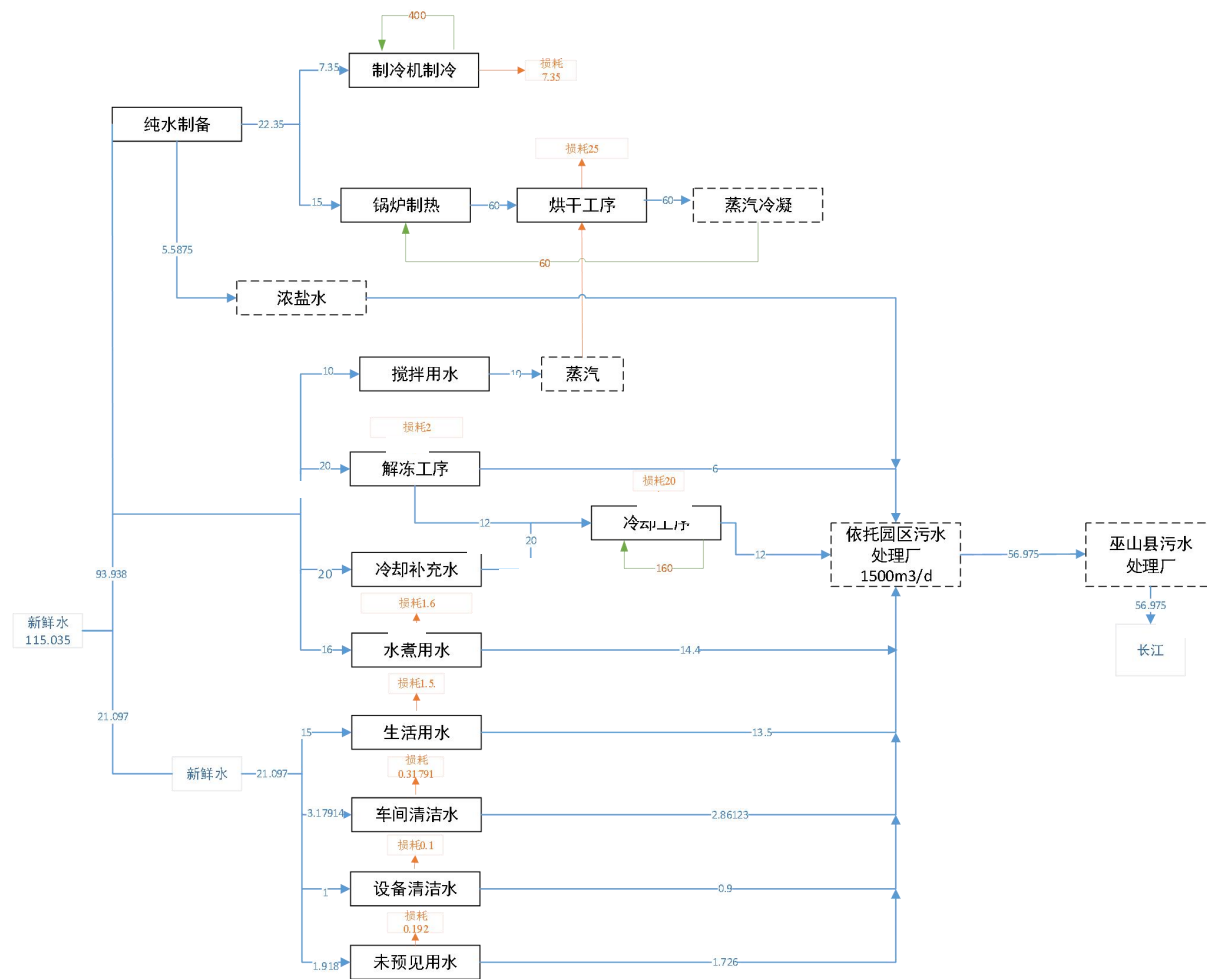 400
7.35
制冷机制冷
损耗
7.35
纯水制备
22.35
损耗25
15
锅炉制热
60
烘干工序
60
蒸汽冷凝
5.5875
60
浓盐水
10
搅拌用水
10
蒸汽
损耗2
20
解冻工序
6
损耗20
12
20
冷却工序
12
依托园区污水
处理厂
1500m3/d
56.975
巫山县污水
处理厂
160
93.938
20
冷却补充水
56.975
损耗1.6
新鲜水
115.035
16
水煮用水
14.4
长江
损耗1.5.
21.097
15
生活用水
13.5
新鲜水
21.097
损耗
0.31791
3.17914
车间清洁水
2.86123
损耗0.1
1
设备清洁水
0.9
损耗
0.192
1.918
未预见用水
1.726